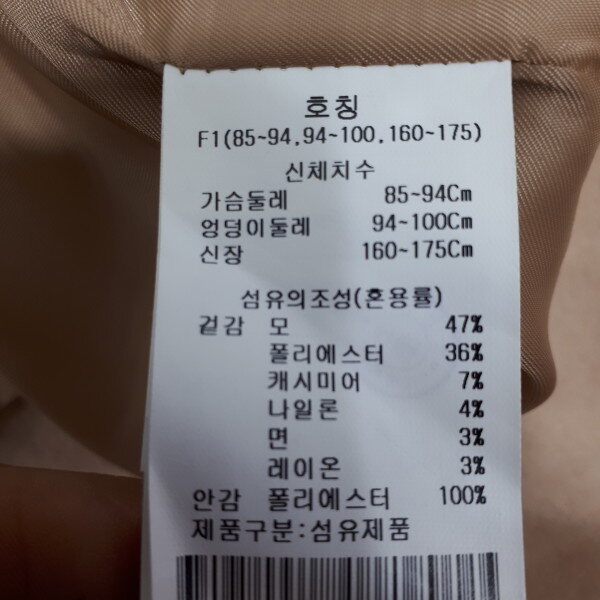 호칭
F1(85~94,94~100,160~175)
신체치수
가슴둘레 85~94Cm
엉덩이둘레 94~100Cm
신장 160~175Cm
섬유의조성(혼용률)
겉감 모 47%
폴리에스터 36%
캐시미어 7%
나일론 4%
면 3%
레이온 3%
안감 폴리에스터 100%
제품구분:섬유제품